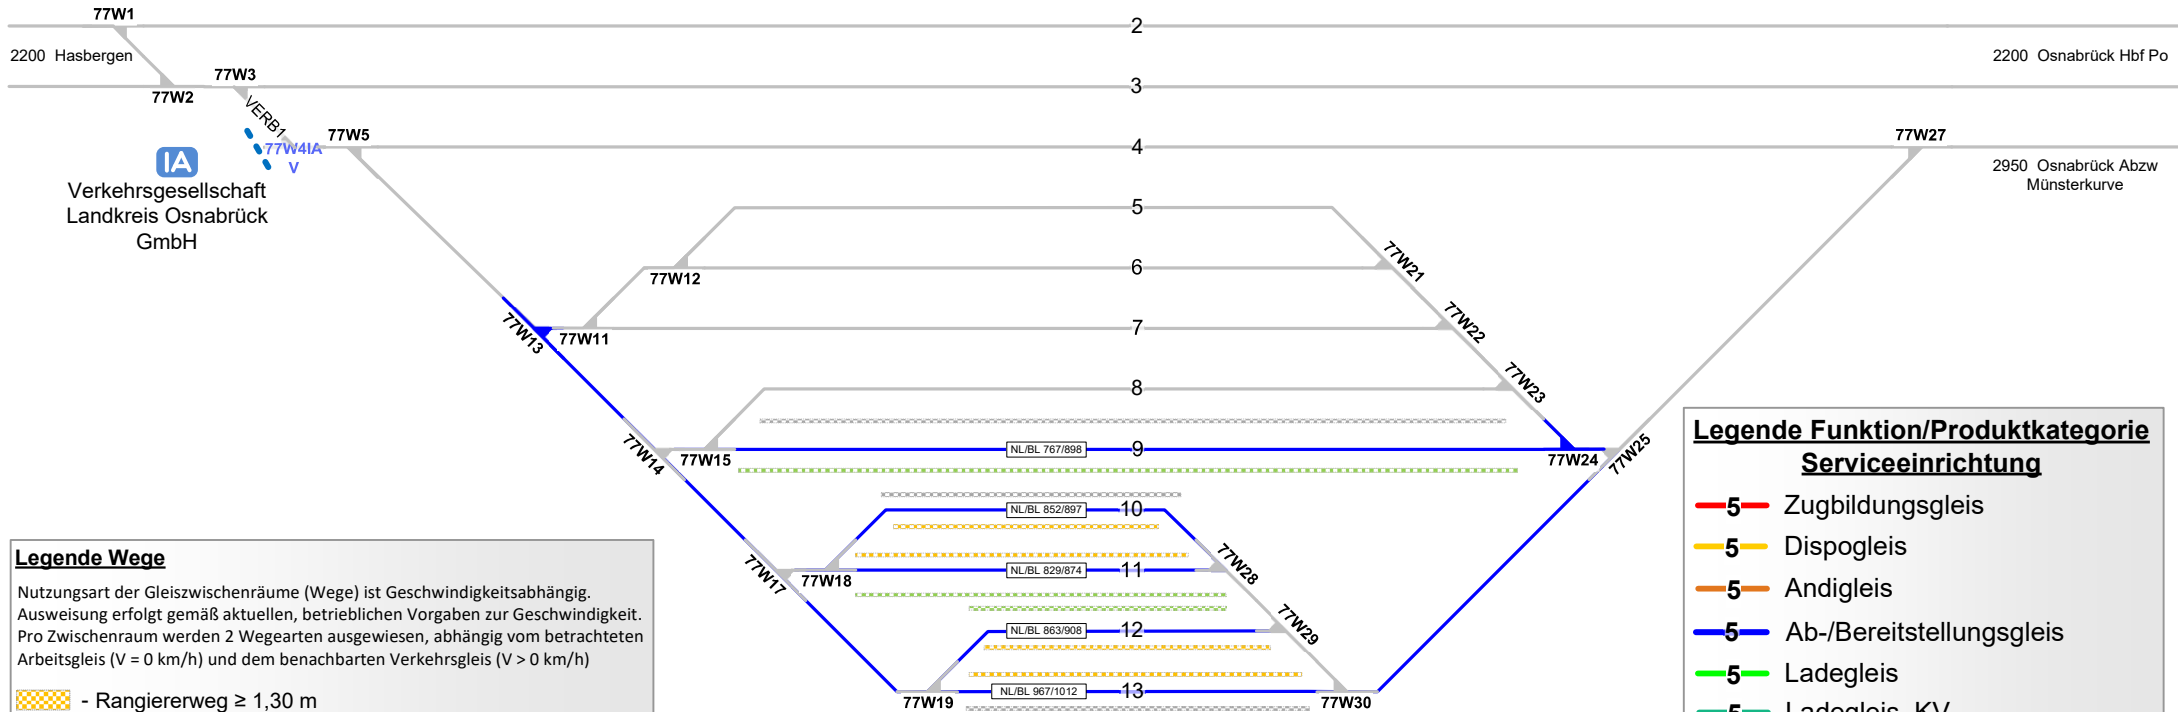 77W1
2
2200 Hasbergen
2200 Osnabrück Hbf Po
77W3
3
77W2
VERB1
77W5
77W27
77W4IA
V
4
IA
2950 Osnabrück Abzw
Münsterkurve
Verkehrsgesellschaft
Landkreis Osnabrück
GmbH
5
77W21
77W12
6
77W13
77W11
7
77W22
8
77W23
77W14
77W15
NL/BL 767/898
9
77W24
77W25
NL/BL 852/897
10
77W17
77W18
NL/BL 829/874
11
77W28
NL/BL 863/908
12
77W29
77W19
NL/BL 967/1012
13
77W30
Legende Wege
Nutzungsart der Gleiszwischenräume (Wege) ist Geschwindigkeitsabhängig.
Ausweisung erfolgt gemäß aktuellen, betrieblichen Vorgaben zur Geschwindigkeit.
Pro Zwischenraum werden 2 Wegearten ausgewiesen, abhängig vom betrachteten
Arbeitsgleis (V = 0 km/h) und dem benachbarten Verkehrsgleis (V > 0 km/h)
- Rangiererweg ≥ 1,30 m
Legende Funktion/Produktkategorie
Serviceeinrichtung
5 Zugbildungsgleis
5 Dispogleis
5 Andigleis
5 Ab-/Bereitstellungsgleis
5 Ladegleis
5 Ladegleis KV